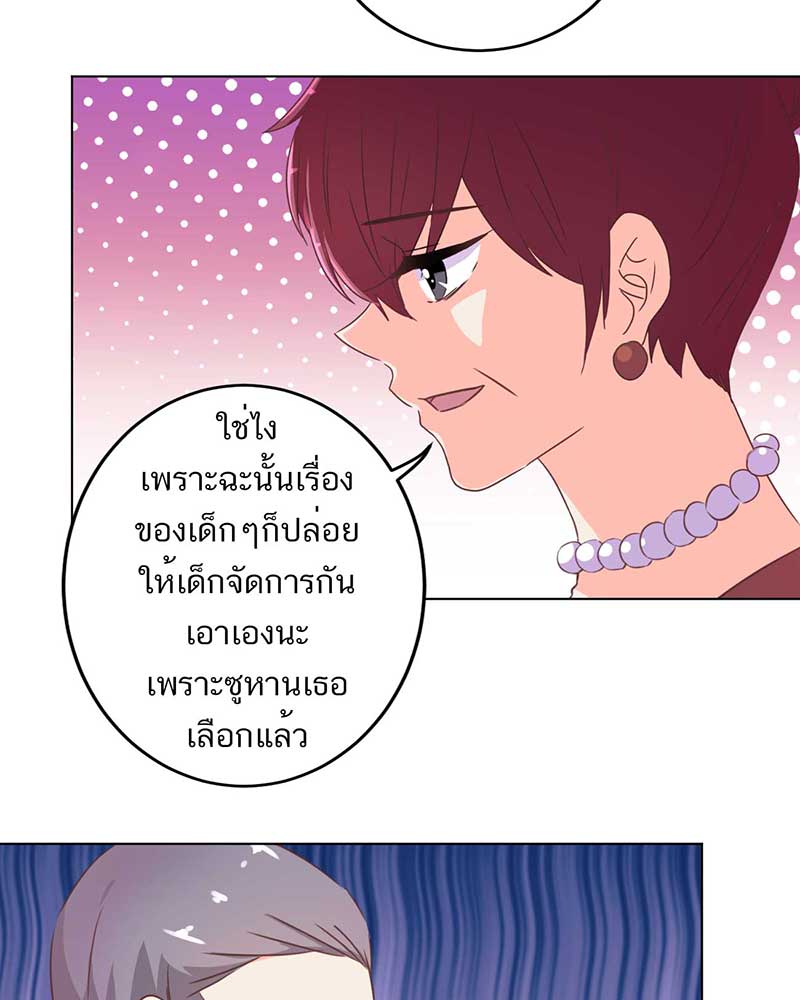 ใช่ไง
เพราะฉะนั้นเรื่อง
ของเด็กๆก็ปล่อย
ให้เด็กจัดการกัน
เอาเองนะ
เพราะซูหานเธอ
เลือกแล้ว